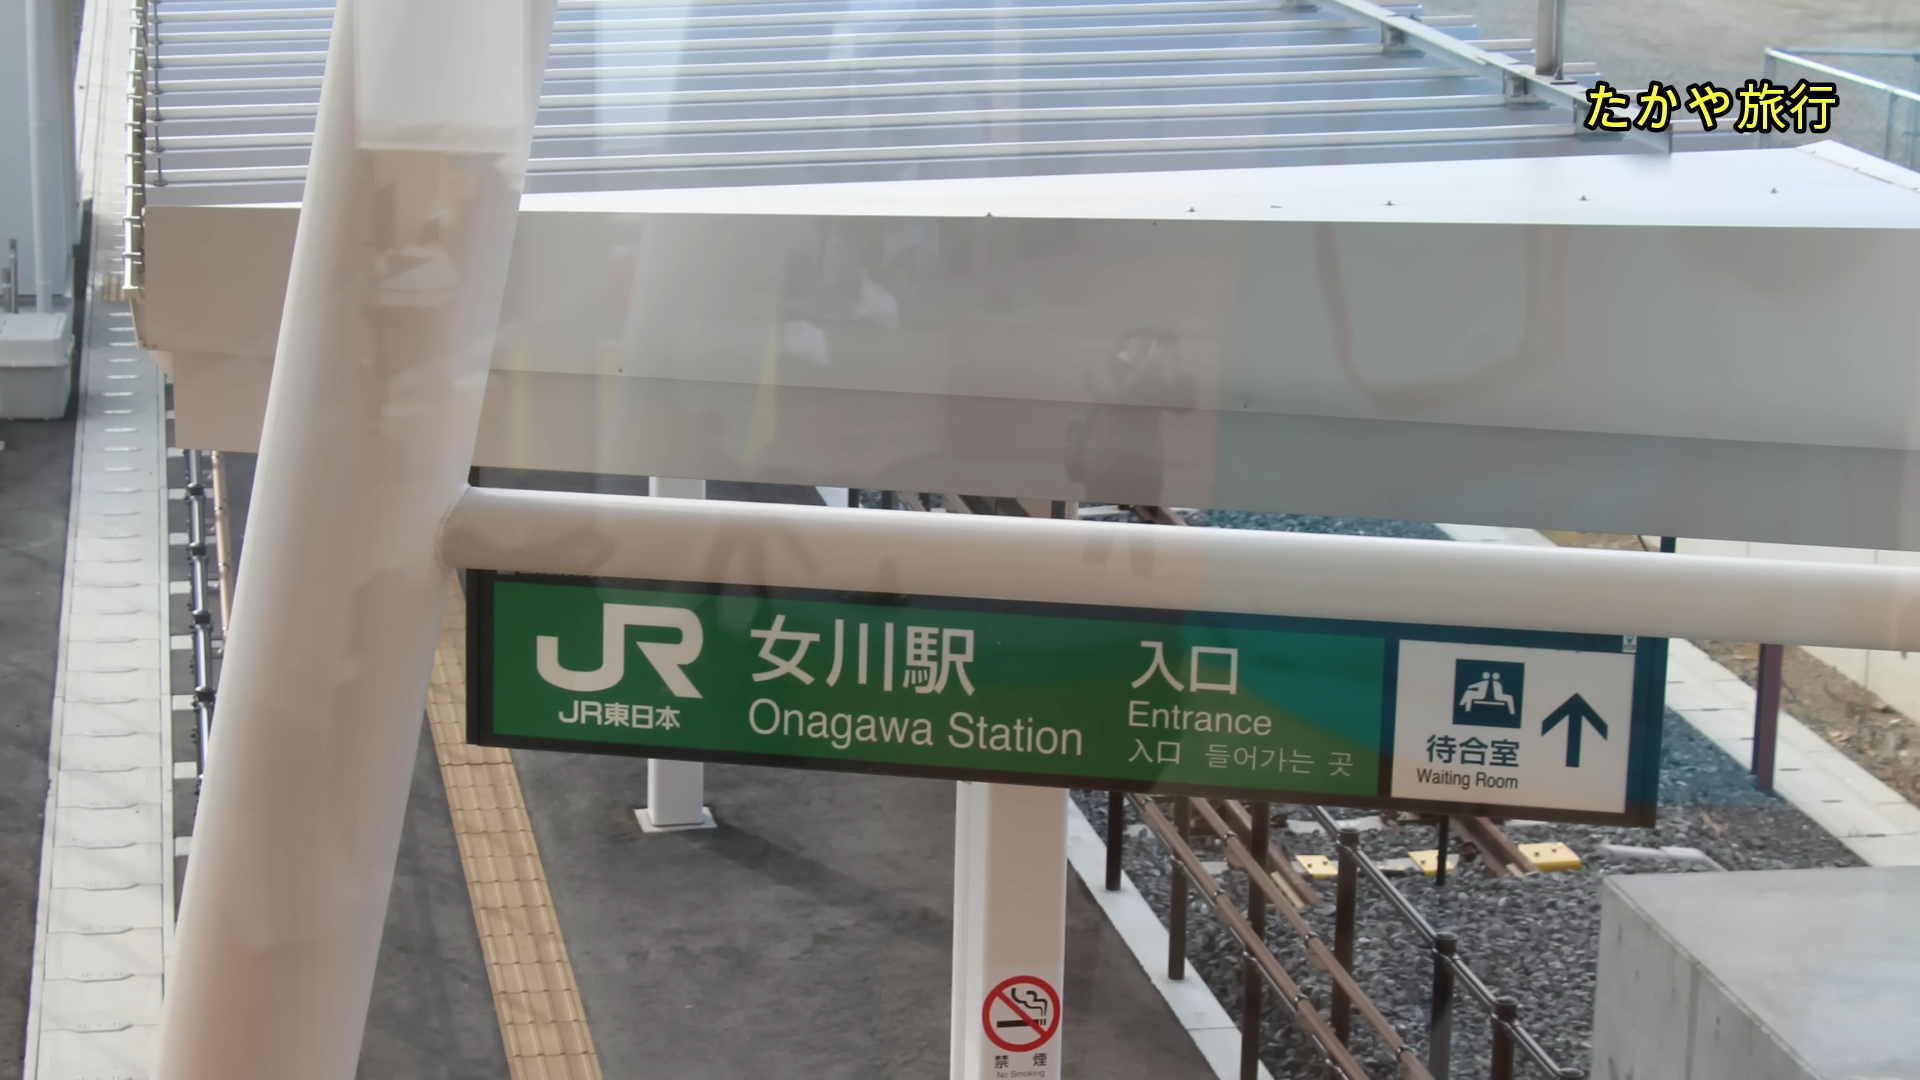 たかや旅行
JR
JR東日本
女川駅
Onagawa Station
入口
Entrance
入口 들어가는 곳
待合室
Waiting Room
禁 煙
No Smoking